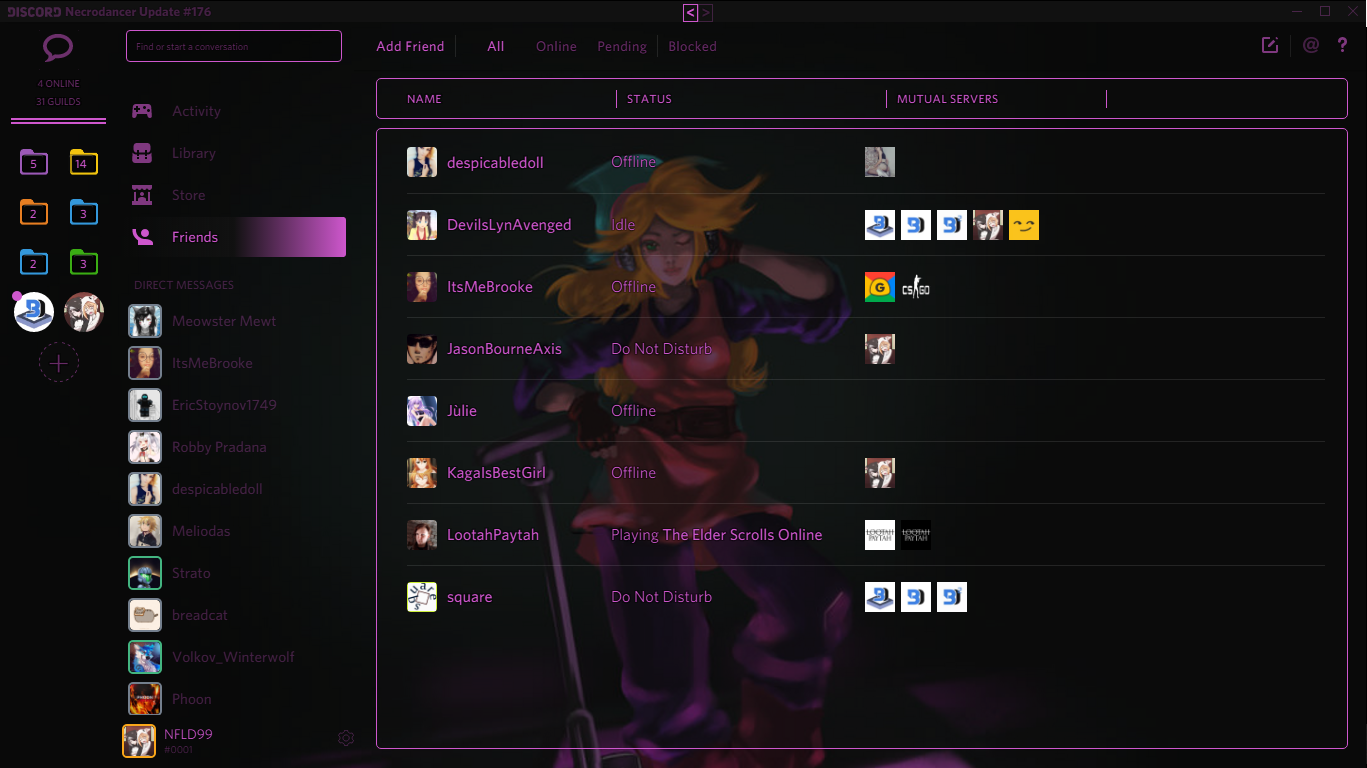 DISCORD Necrodancer Update #176
< >
Find or start a conversation
Add Friend All Online Pending Blocked
@ ?
4 ONLINE
31 GUILDS
5 14
2 3
2 3
Activity
Library
Store
Friends
DIRECT MESSAGES
Meowster Mewt
ItsMeBrooke
EricStoynov1749
Robby Pradana
despicabledoll
Meliodas
Strato
breadcat
Volkov_Winterwolf
Phoon
NFLD99
#0001
NAME STATUS MUTUAL SERVERS
despicabledoll Offline
DevilsLynAvenged Idle
ItsMeBrooke Offline G CS GO
JasonBourneAxis Do Not Disturb
Jùlie Offline
KagaIsBestGirl Offline
LootahPaytah Playing The Elder Scrolls Online LOOTAH PAYTAH LOOTAH PAYTAH
square Do Not Disturb